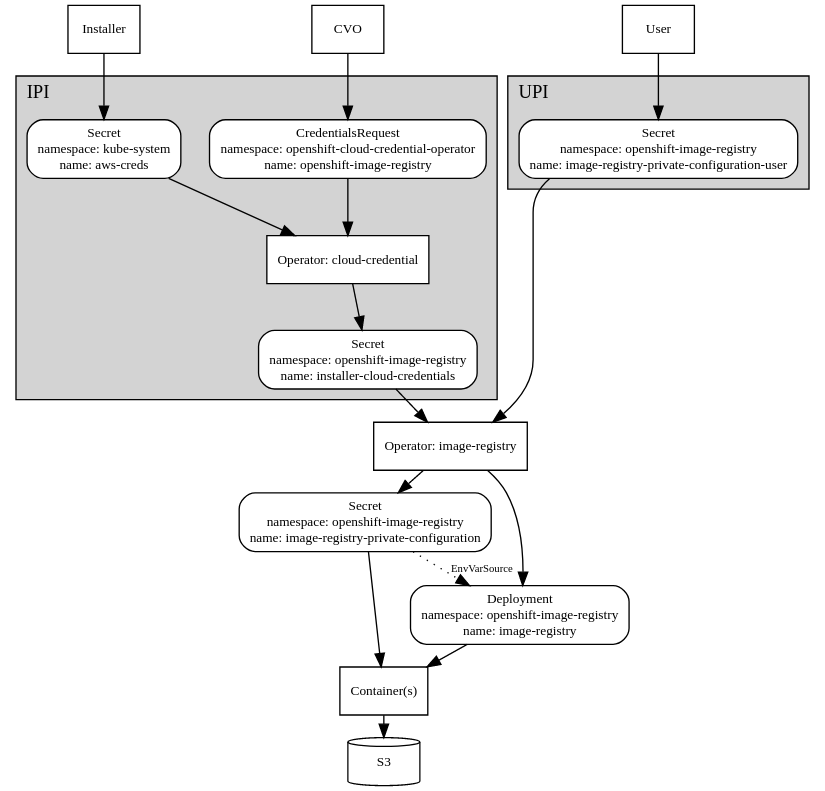 Installer
CVO
User
IPI
UPI
Secret
namespace: kube-system
name: aws-creds
CredentialsRequest
namespace: openshift-cloud-credential-operator
name: openshift-image-registry
Secret
namespace: openshift-image-registry
name: image-registry-private-configuration-user
Operator: cloud-credential
Secret
namespace: openshift-image-registry
name: installer-cloud-credentials
Operator: image-registry
Secret
namespace: openshift-image-registry
name: image-registry-private-configuration
EnvVarSource
Deployment
namespace: openshift-image-registry
name: image-registry
Container(s)
S3